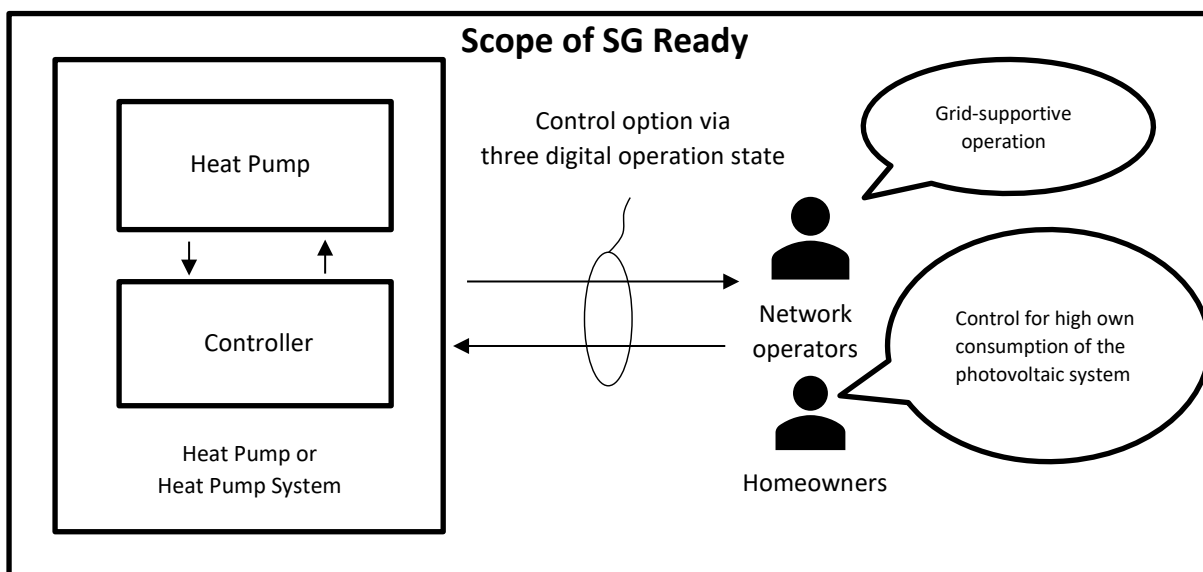 Scope of SG Ready
Heat Pump
Controller
Heat Pump or
Heat Pump System
Control option via
three digital operation state
Grid-supportive
operation
Network
operators
Control for high own
consumption of the
photovoltaic system
Homeowners